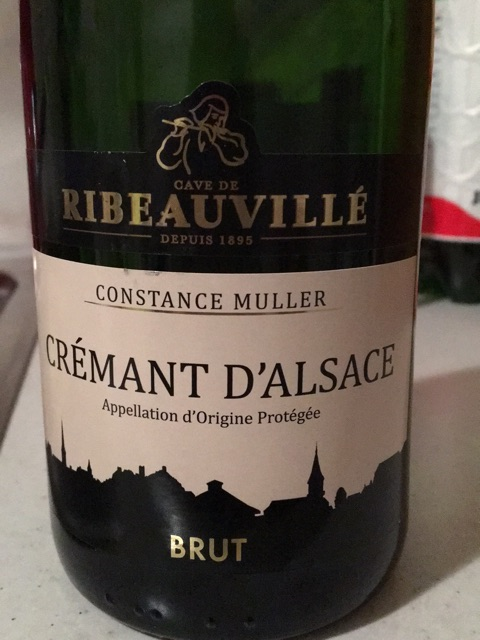 CAVE DE
RIBEAUVILLÉ
DEPUIS 1895
CONSTANCE MULLER
CRÉMANT D'ALSACE
Appellation d'Origine Protégée
BRUT